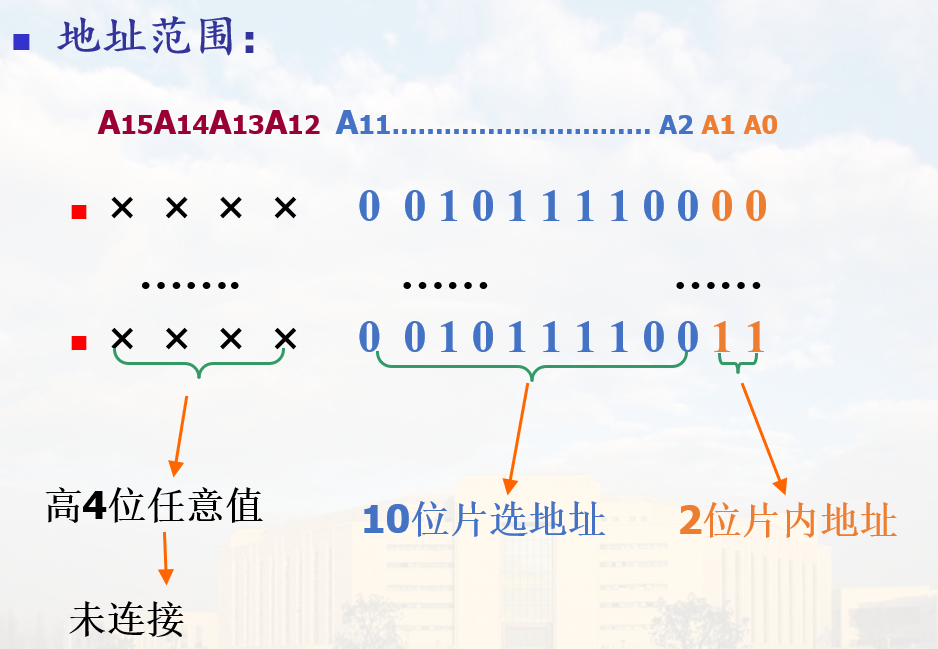 地址范围:
A15A14A13A12 A11.............................. A2 A1 A0
× × × × 0 0 1 0 1 1 1 1 0 0 0 0
....... ...... ......
× × × × 0 0 1 0 1 1 1 1 0 0 1 1
高4位任意值 10位片选地址 2位片内地址
未连接